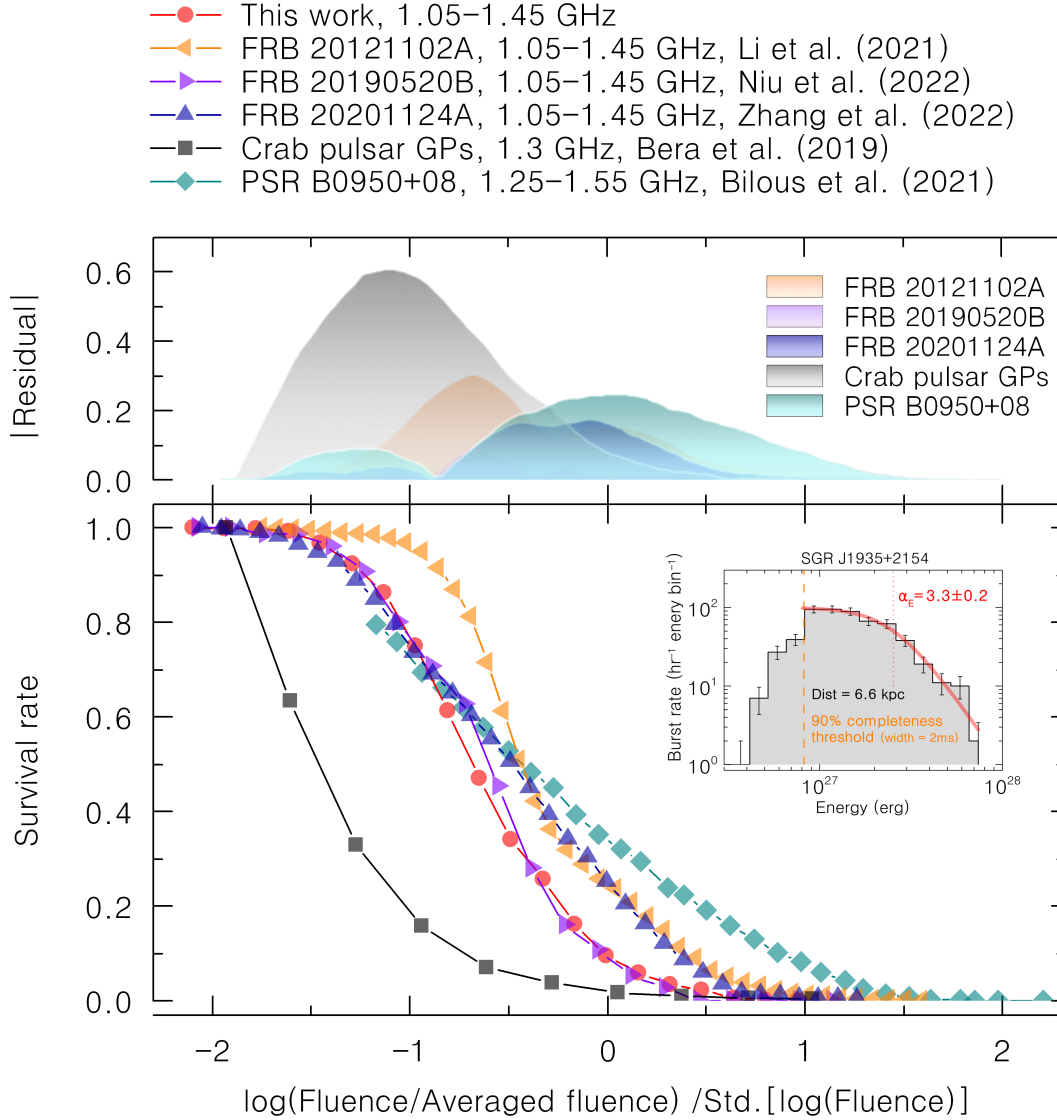 This work, 1.05–1.45 GHz
FRB 20121102A, 1.05–1.45 GHz, Li et al. (2021)
FRB 20190520B, 1.05–1.45 GHz, Niu et al. (2022)
FRB 20201124A, 1.05–1.45 GHz, Zhang et al. (2022)
Crab pulsar GPs, 1.3 GHz, Bera et al. (2019)
PSR B0950+08, 1.25–1.55 GHz, Bilous et al. (2021)
|Residual|
0.6
0.4
0.2
0.0
FRB 20121102A
FRB 20190520B
FRB 20201124A
Crab pulsar GPs
PSR B0950+08
Survival rate
1.0
0.8
0.6
0.4
0.2
0.0
SGR J1935+2154
Burst rate (hr⁻¹ enery bin⁻¹)
10²
10¹
10⁰
α_E=3.3±0.2
Dist = 6.6 kpc
90% completeness
threshold (width = 2ms)
10²⁷
10²⁸
Energy (erg)
−2
−1
0
1
2
log(Fluence/Averaged fluence) /Std.[log(Fluence)]